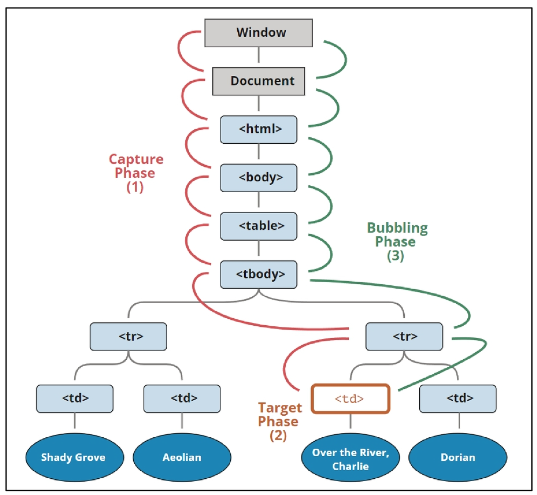 Window
Document
<html>
Capture
Phase
(1)
<body>
<table>
Bubbling
Phase
(3)
<tbody>
<tr>
<tr>
<td>
<td>
Target
Phase
(2)
<td>
<td>
Shady Grove
Aeolian
Over the River,
Charlie
Dorian